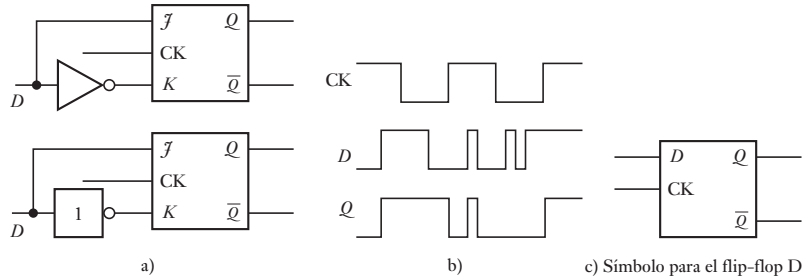 J Q
CK
D K Q̅
J Q
CK
D 1 K Q̅
a)
CK
D
Q
b)
D Q
CK
Q̅
c) Símbolo para el flip-flop D